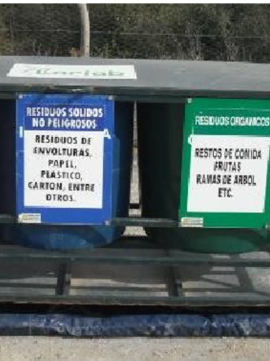 RESIDUOS SOLIDOS
NO PELIGROSOS
RESIDUOS DE
ENVOLTURAS,
PAPEL,
PLASTICO,
CARTON, ENTRE
OTROS.
RESIDUOS ORGANICOS
RESTOS DE COMIDA
FRUTAS
RAMAS DE ARBOL
ETC.